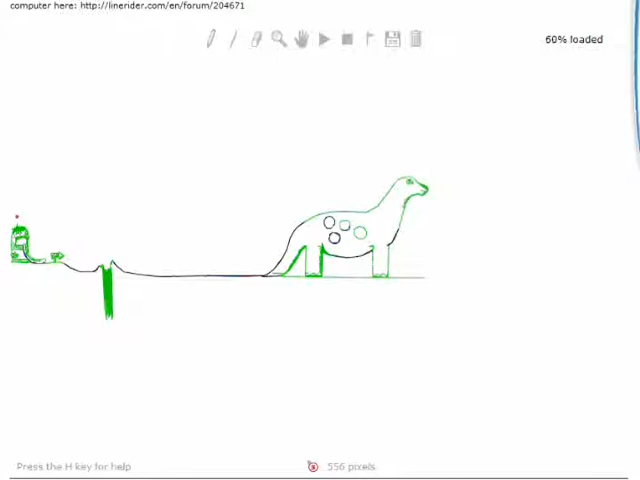 computer here: http://linerider.com/en/forum/204671
60% loaded
Press the H key for help
556 pixels